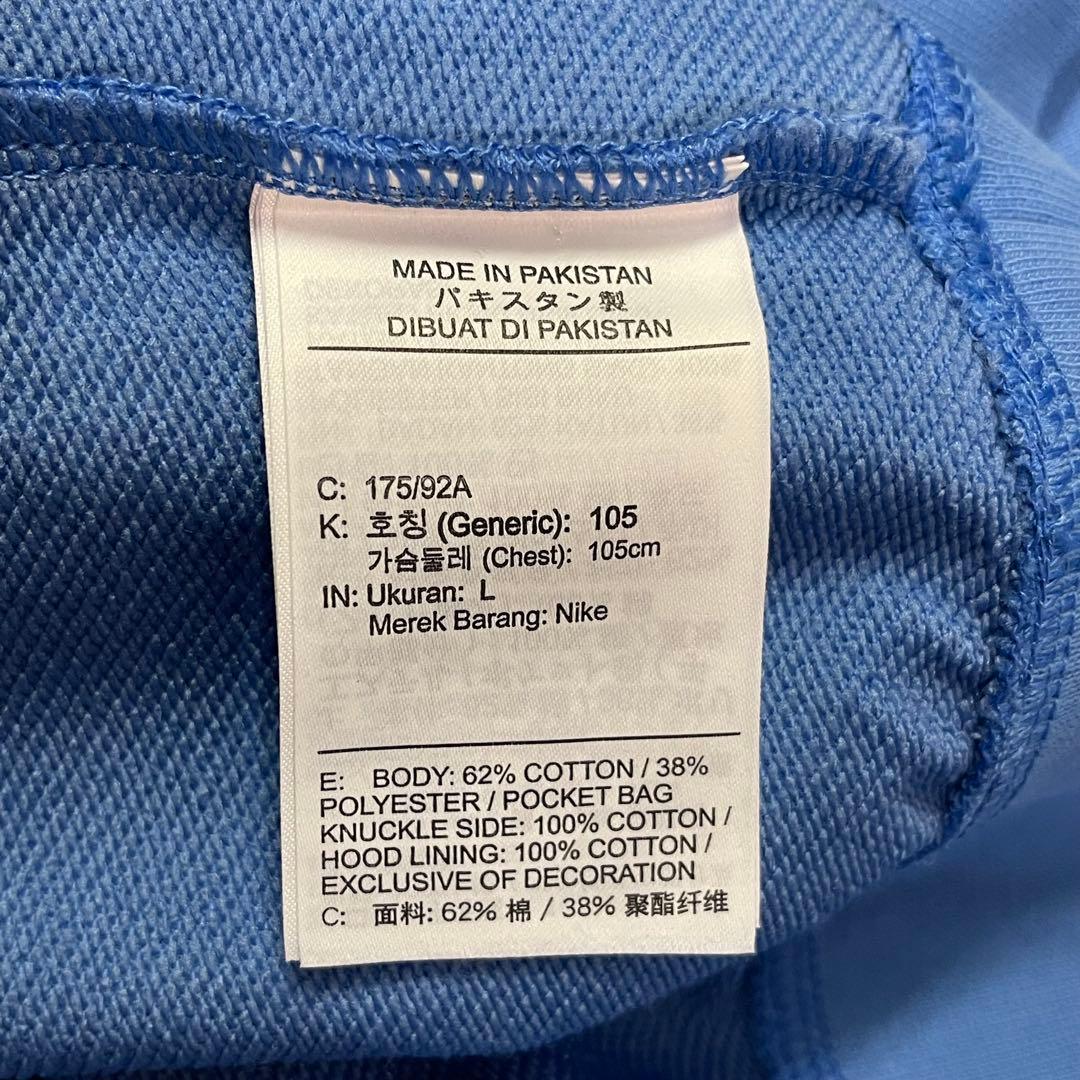 MADE IN PAKISTAN
パキスタン製
DIBUAT DI PAKISTAN
C: 175/92A
K: 호칭 (Generic): 105
가슴둘레 (Chest): 105cm
IN: Ukuran: L
Merek Barang: Nike
E: BODY: 62% COTTON / 38%
POLYESTER / POCKET BAG
KNUCKLE SIDE: 100% COTTON /
HOOD LINING: 100% COTTON /
EXCLUSIVE OF DECORATION
C: 面料: 62% 棉 / 38% 聚酯纤维